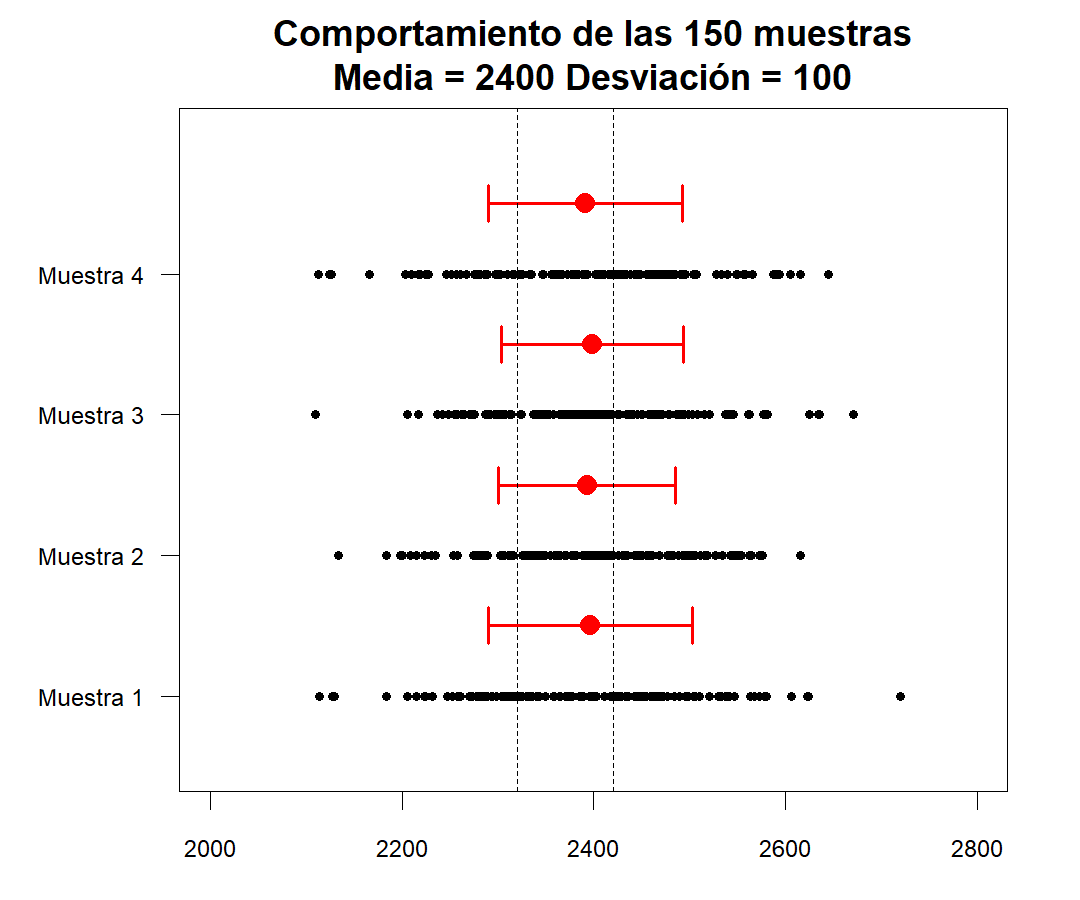 Comportamiento de las 150 muestras
Media = 2400 Desviación = 100
Muestra 4
Muestra 3
Muestra 2
Muestra 1
2000 2200 2400 2600 2800